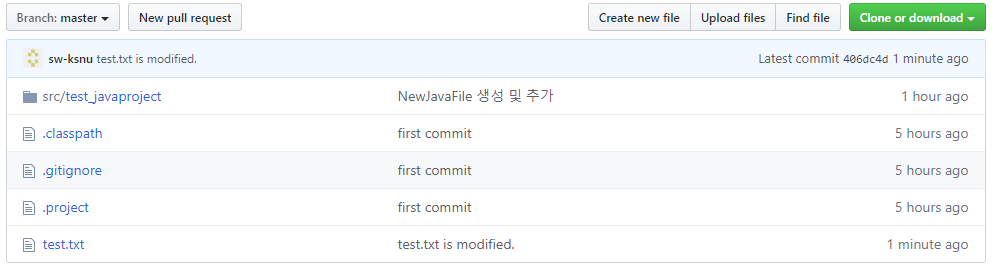 Branch: master New pull request Create new file Upload files Find file Clone or download
sw-ksnu test.txt is modified. Latest commit 406dc4d 1 minute ago
src/test_javaproject NewJavaFile 생성 및 추가 1 hour ago
.classpath first commit 5 hours ago
.gitignore first commit 5 hours ago
.project first commit 5 hours ago
test.txt test.txt is modified. 1 minute ago